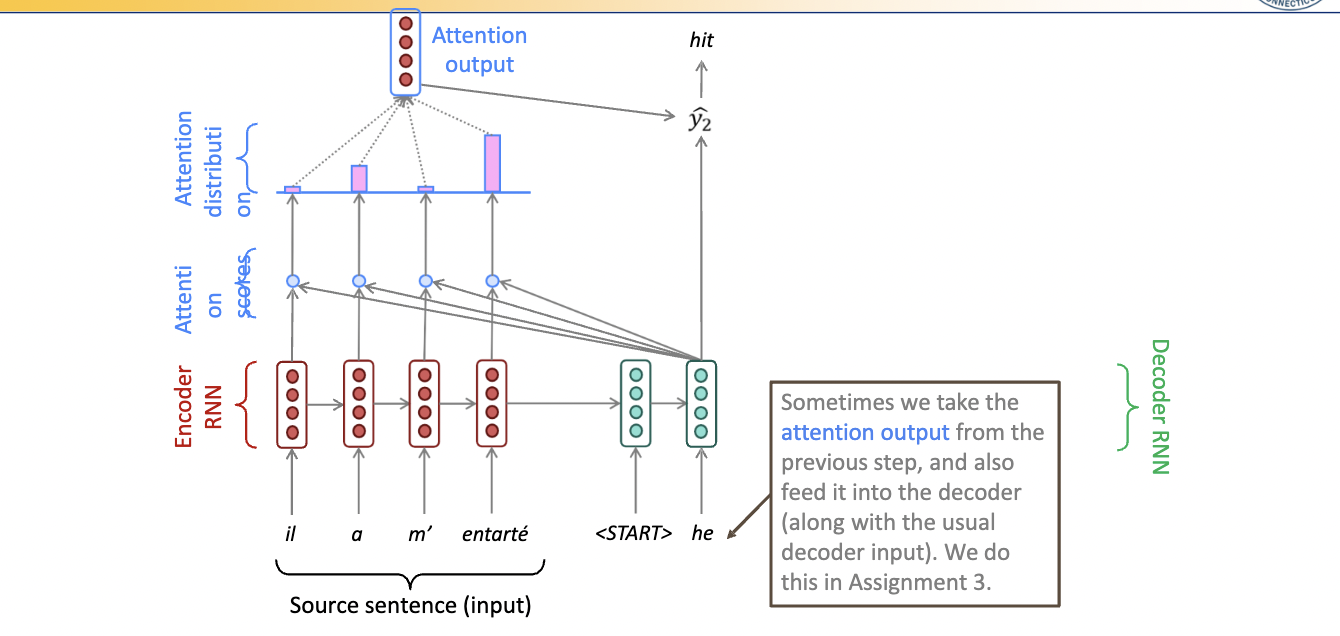 Attention
output
hit
ŷ2
Attention
distributi
on
Attenti
on
scores
Encoder
RNN
Decoder RNN
Sometimes we take the
attention output from the
previous step, and also
feed it into the decoder
(along with the usual
decoder input). We do
this in Assignment 3.
il a m’ entarté <START> he
Source sentence (input)